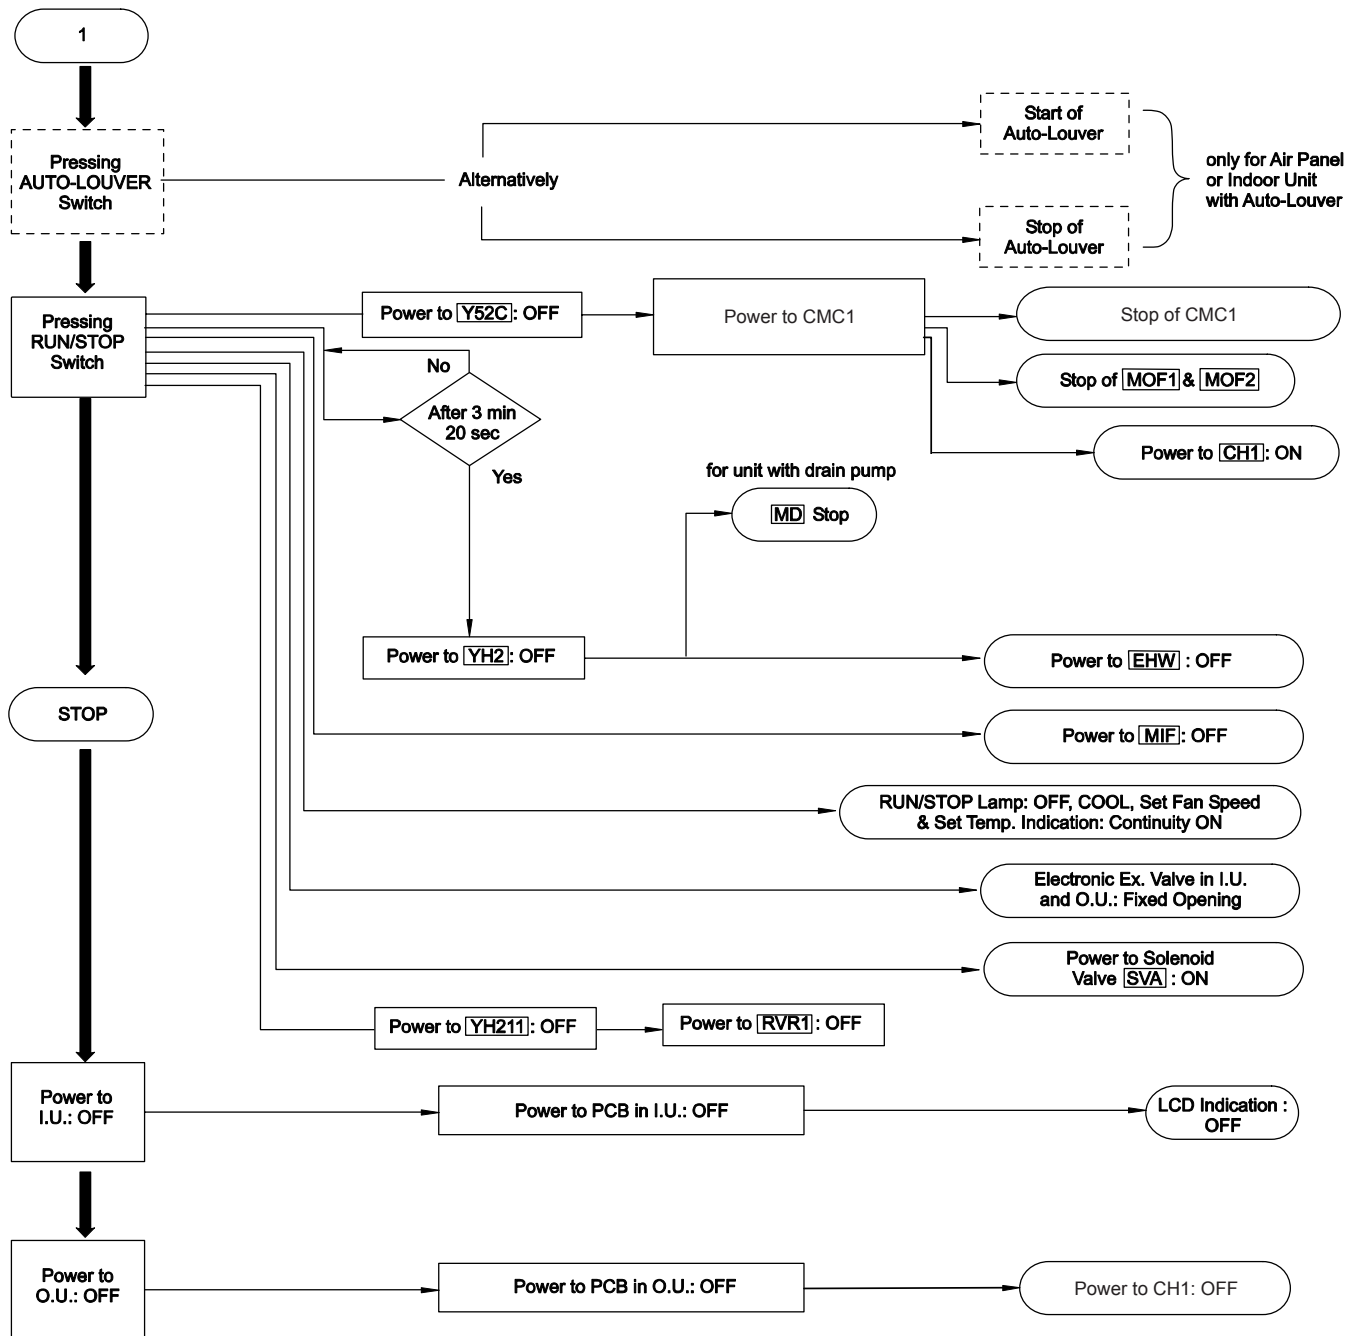 1
Pressing
AUTO-LOUVER
Switch
Alternatively
Start of
Auto-Louver
Stop of
Auto-Louver
only for Air Panel
or Indoor Unit
with Auto-Louver
Pressing
RUN/STOP
Switch
Power to Y52C : OFF
Power to CMC1
Stop of CMC1
Stop of MOF1 & MOF2
Power to CH1 : ON
No
After 3 min
20 sec
Yes
for unit with drain pump
MD Stop
Power to YH2 : OFF
Power to EHW : OFF
STOP
Power to MIF : OFF
RUN/STOP Lamp: OFF, COOL, Set Fan Speed
& Set Temp. Indication: Continuity ON
Electronic Ex. Valve in I.U.
and O.U.: Fixed Opening
Power to Solenoid
Valve SVA : ON
Power to YH211 : OFF
Power to RVR1 : OFF
Power to
I.U.: OFF
Power to PCB in I.U.: OFF
LCD Indication :
OFF
Power to
O.U.: OFF
Power to PCB in O.U.: OFF
Power to CH1: OFF